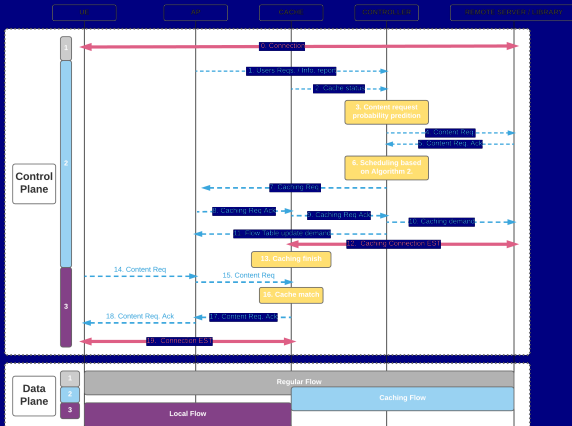 UE
AP
CACHE
CONTROLLER
REMOTE SERVER / LIBRARY
Control
Plane
1
2
3
0. Connection
1. Users Reqs. / Info. report
2. Cache status
3. Content request
probability predition
4. Content Req.
5. Content Req. Ack
6. Scheduling based
on Algorithm 2.
7. Caching Req
8. Caching Req Ack
9. Caching Req Ack
10. Caching demand
11. Flow Table update demand
12. Caching Connection EST
13. Caching finish
14. Content Req
15. Content Req
16. Cache match
17. Content Req. Ack
18. Content Req. Ack
19. Connection EST
Data
Plane
1
2
3
Regular Flow
Caching Flow
Local Flow